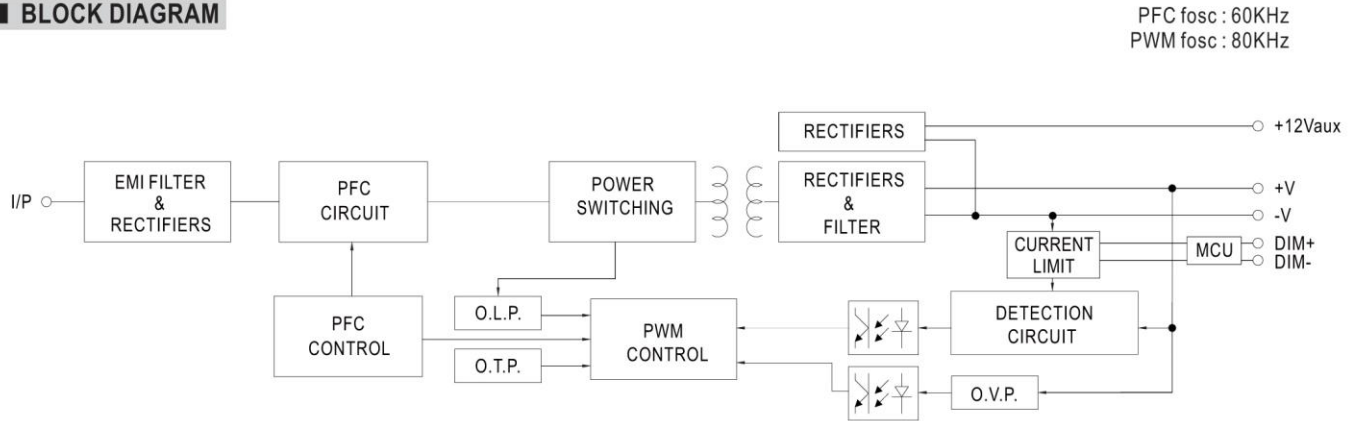 BLOCK DIAGRAM
PFC fosc : 60KHz
PWM fosc : 80KHz
RECTIFIERS
+12Vaux
I/P
EMI FILTER
&
RECTIFIERS
PFC
CIRCUIT
POWER
SWITCHING
RECTIFIERS
&
FILTER
+V
-V
CURRENT
LIMIT
MCU
DIM+
DIM-
PFC
CONTROL
O.L.P.
O.T.P.
PWM
CONTROL
DETECTION
CIRCUIT
O.V.P.